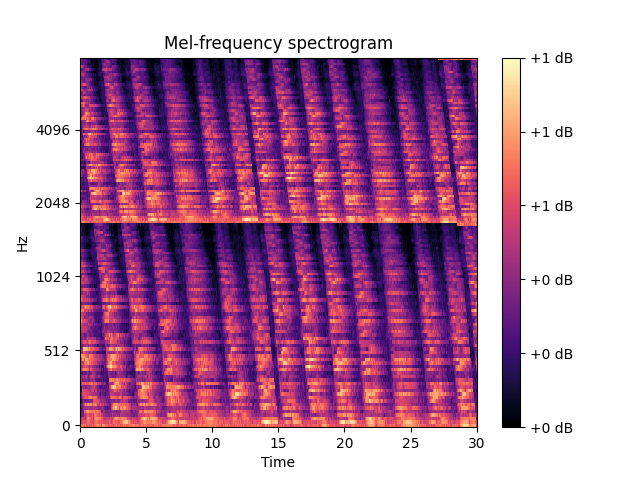 Mel-frequency spectrogram
+1 dB
4096
+1 dB
2048
+1 dB
Hz
+0 dB
1024
512
+0 dB
0
+0 dB
0 5 10 15 20 25 30
Time